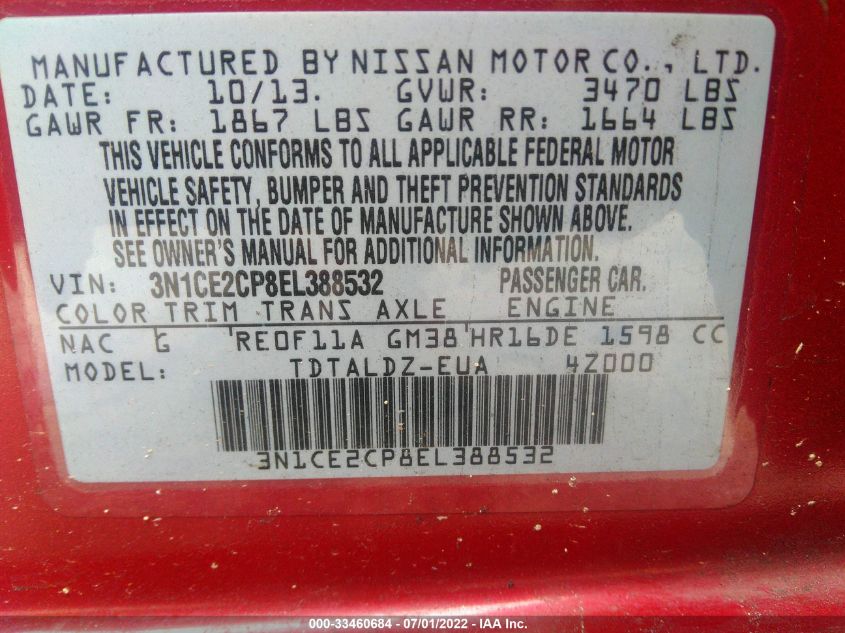 MANUFACTURED BY NISSAN MOTOR CO., LTD.
DATE: 10/13. GVWR: 3470 LBS
GAWR FR: 1867 LBS GAWR RR: 1664 LBS
THIS VEHICLE CONFORMS TO ALL APPLICABLE FEDERAL MOTOR
VEHICLE SAFETY, BUMPER AND THEFT PREVENTION STANDARDS
IN EFFECT ON THE DATE OF MANUFACTURE SHOWN ABOVE.
SEE OWNER'S MANUAL FOR ADDITIONAL INFORMATION.
VIN: 3N1CE2CP8EL388532 PASSENGER CAR.
COLOR TRIM TRANS AXLE ENGINE
NAC G RE0F11A GM38 HR16DE 1598 CC
MODEL: TDTALDZ-EUA 4Z000
3N1CE2CP8EL388532
000-33460684 - 07/01/2022 - IAA Inc.